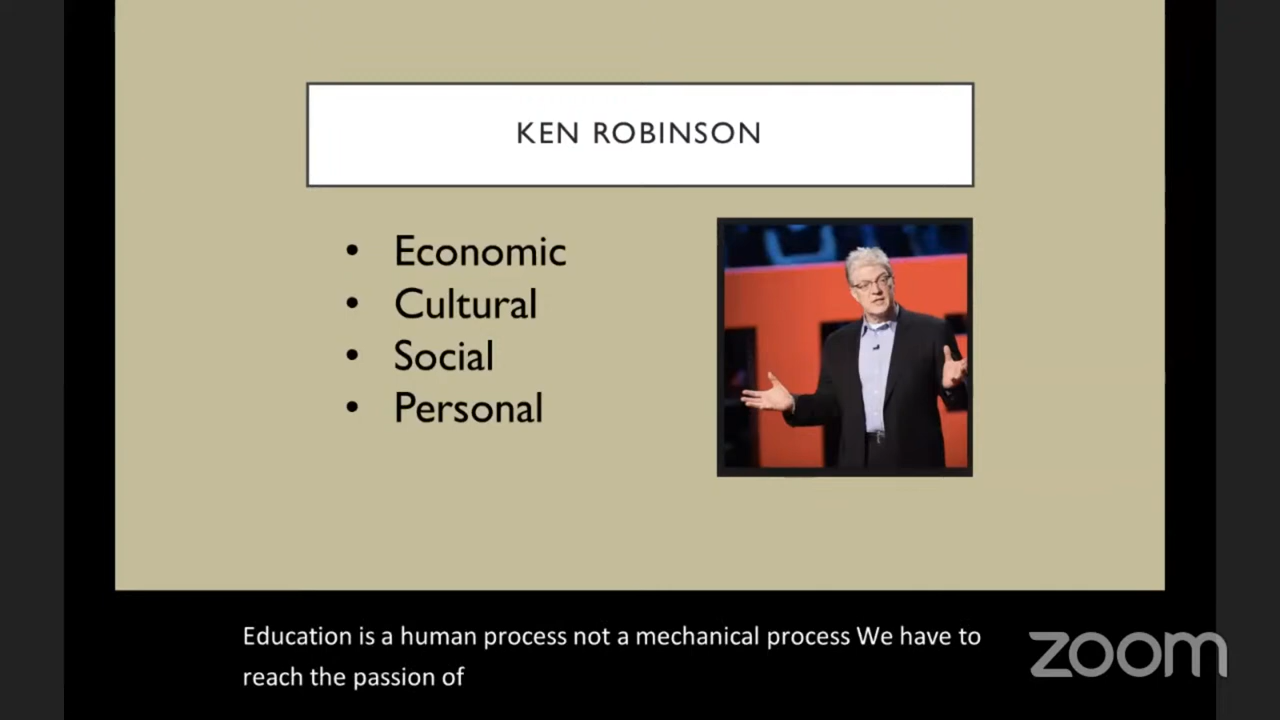 KEN ROBINSON
• Economic
• Cultural
• Social
• Personal
Education is a human process not a mechanical process We have to
reach the passion of
zoom